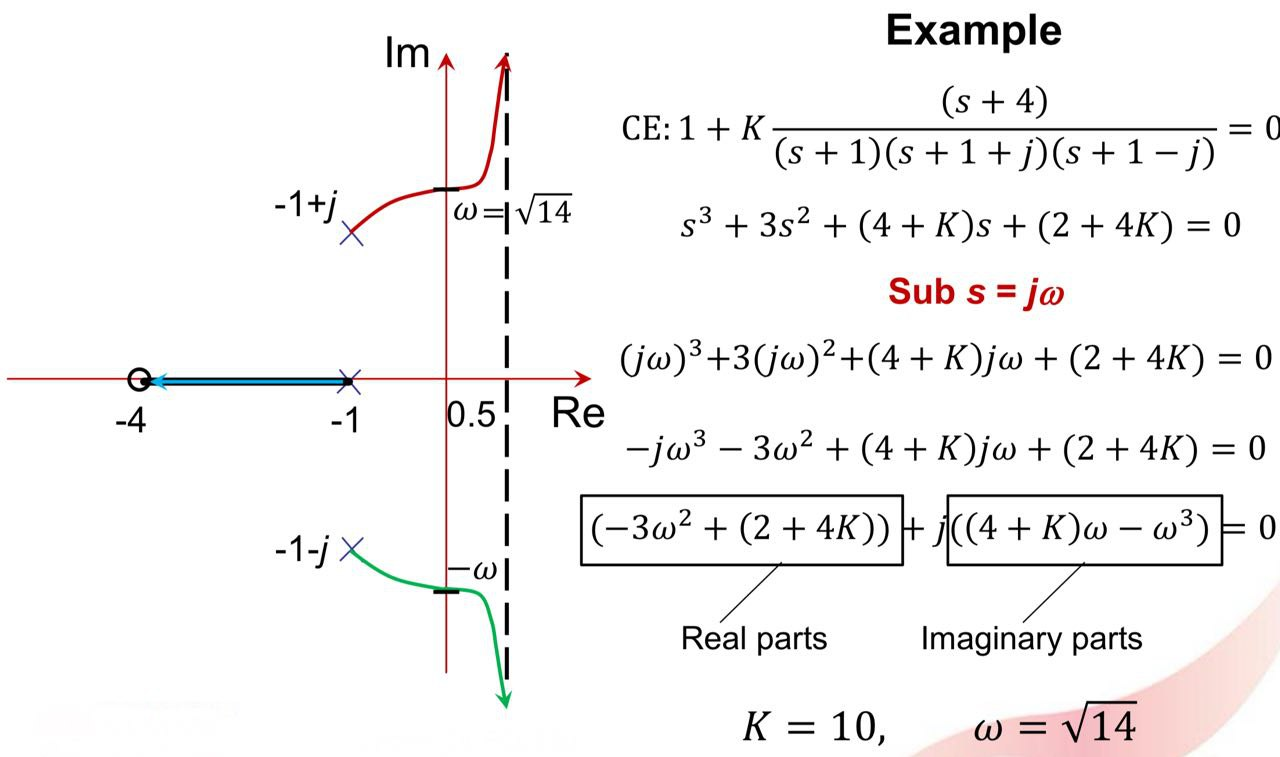 Example
Im
CE: 1 + K (s + 4) / (s + 1)(s + 1 + j)(s + 1 − j) = 0
-1+j
ω = √14
s³ + 3s² + (4 + K)s + (2 + 4K) = 0
Sub s = jω
(jω)³+3(jω)²+(4 + K)jω + (2 + 4K) = 0
-4
-1
0.5
Re
−jω³ − 3ω² + (4 + K)jω + (2 + 4K) = 0
(−3ω² + (2 + 4K)) + j((4 + K)ω − ω³) = 0
-1-j
−ω
Real parts
Imaginary parts
K = 10, ω = √14